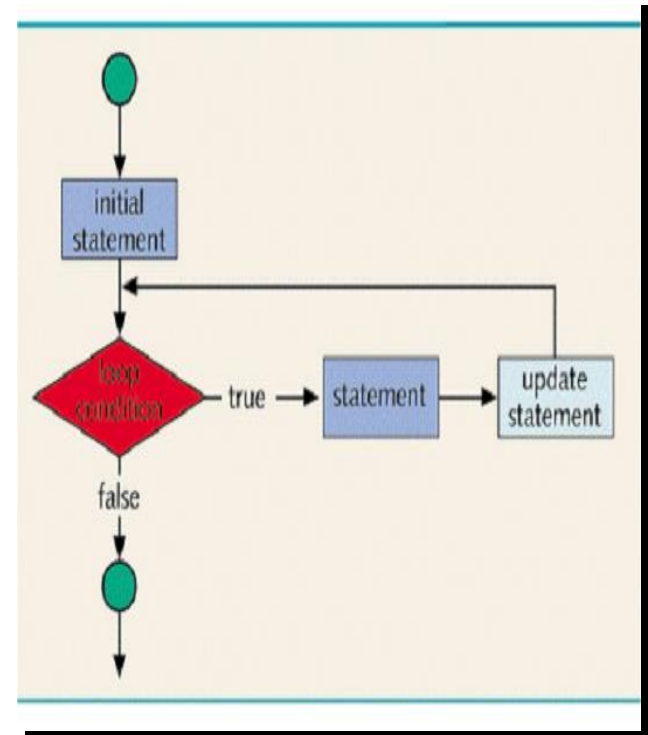 initial
statement
loop
condition
true
statement
update
statement
false